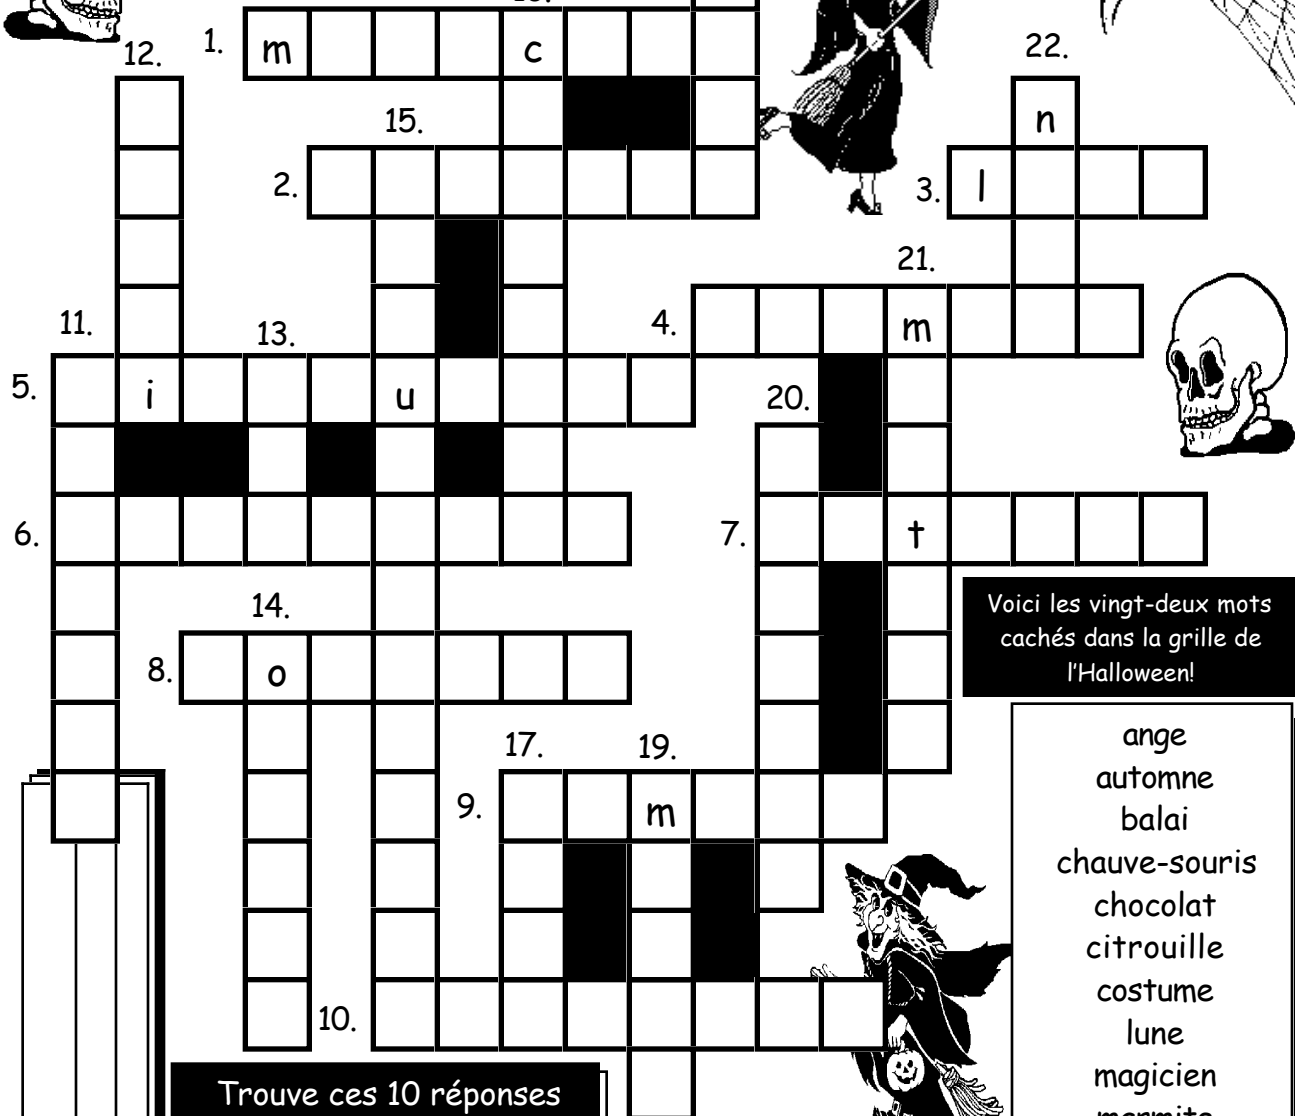 12.
1.
m
c
22.
15.
n
2.
3.
l
21.
11.
13.
4.
m
5.
i
u
20.
6.
7.
t
14.
Voici les vingt-deux mots
cachés dans la grille de
l'Halloween!
8.
o
17.
19.
ange
automne
9.
m
balai
chauve-souris
chocolat
citrouille
costume
10.
lune
magicien
Trouve ces 10 réponses